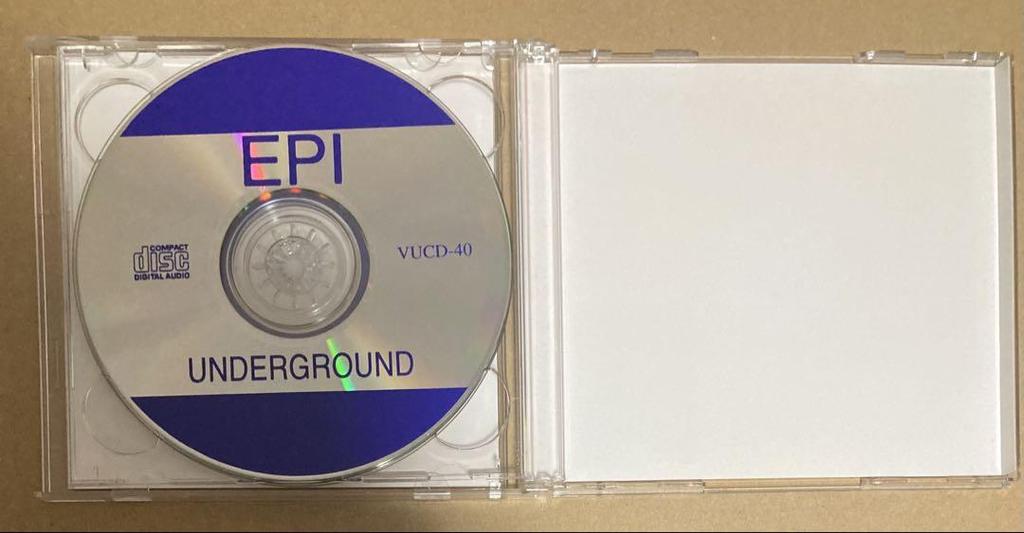 EPI
COMPACT
disc
DIGITAL AUDIO
VUCD-40
UNDERGROUND